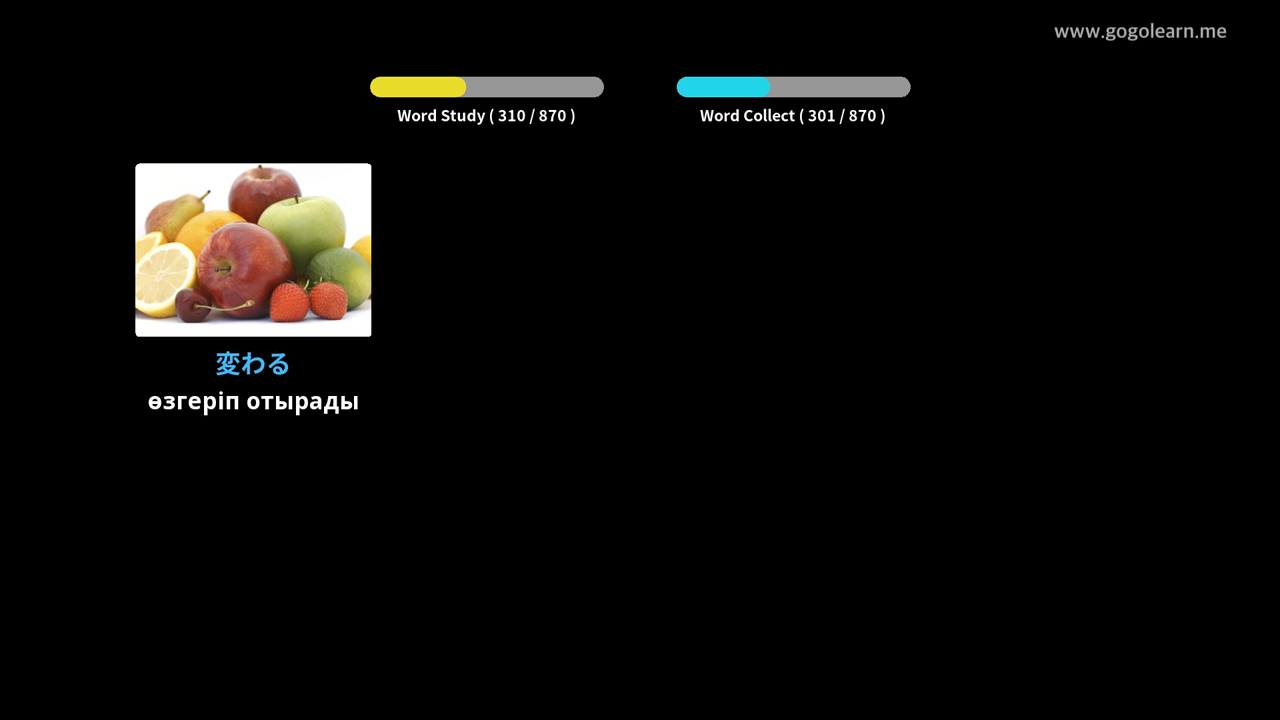 www.gogolearn.me
Word Study ( 310 / 870 )
Word Collect ( 301 / 870 )
変わる
өзгеріп отырады